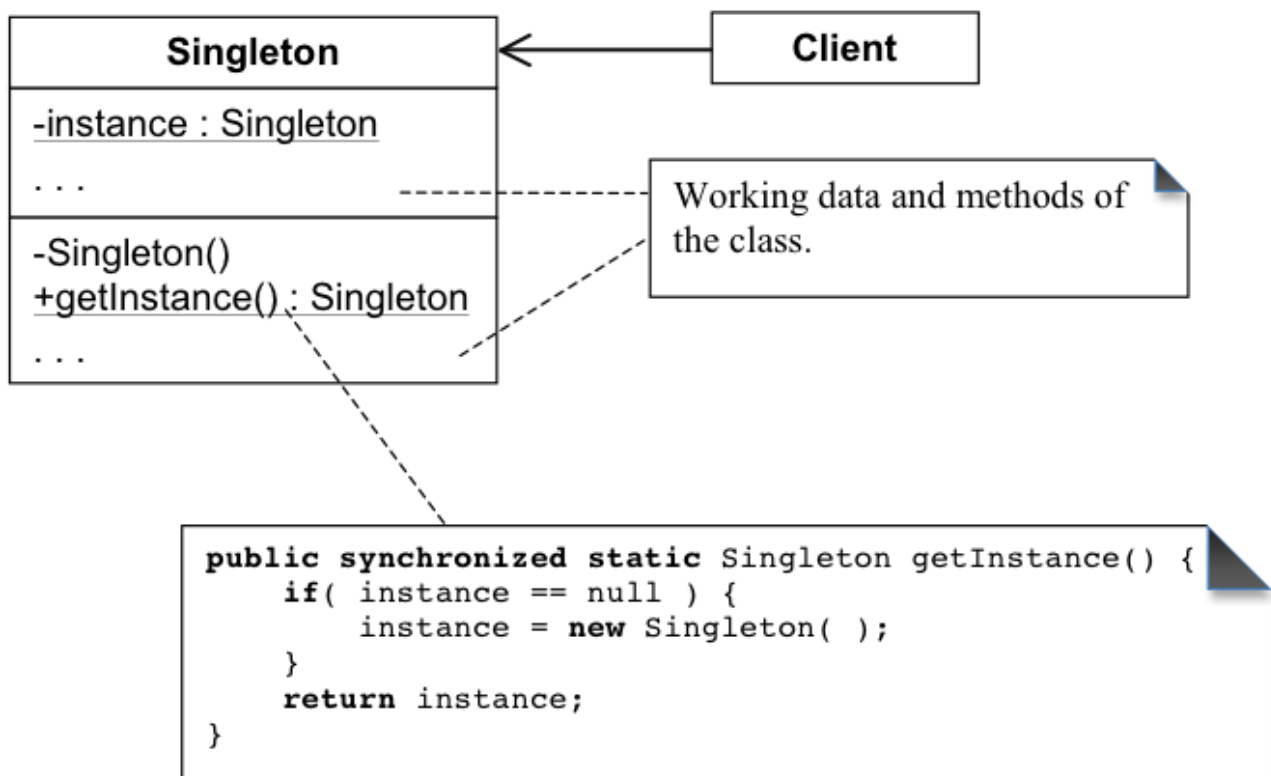 Singleton
Client
-instance : Singleton
. . .
Working data and methods of
the class.
-Singleton()
+getInstance() : Singleton
. . .
public synchronized static Singleton getInstance() {
    if( instance == null ) {
        instance = new Singleton( );
    }
    return instance;
}